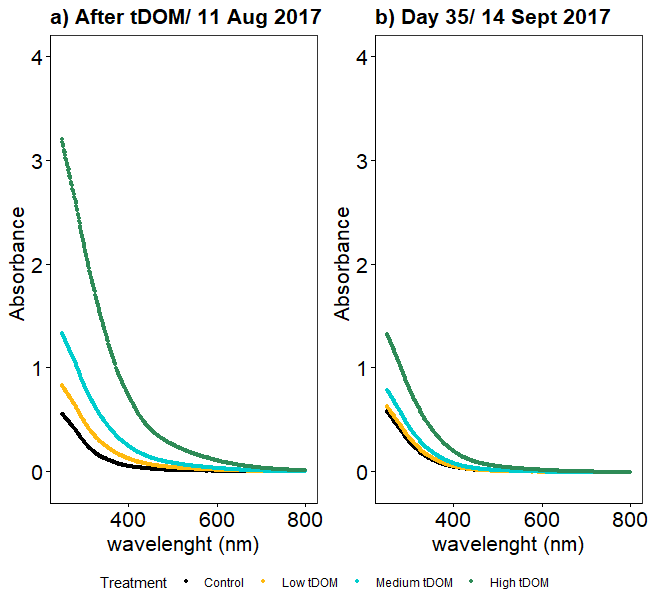 a) After tDOM/ 11 Aug 2017
b) Day 35/ 14 Sept 2017
Absorbance
4
3
2
1
0
400 600 800
wavelenght (nm)
Absorbance
4
3
2
1
0
400 600 800
wavelenght (nm)
Treatment Control Low tDOM Medium tDOM High tDOM